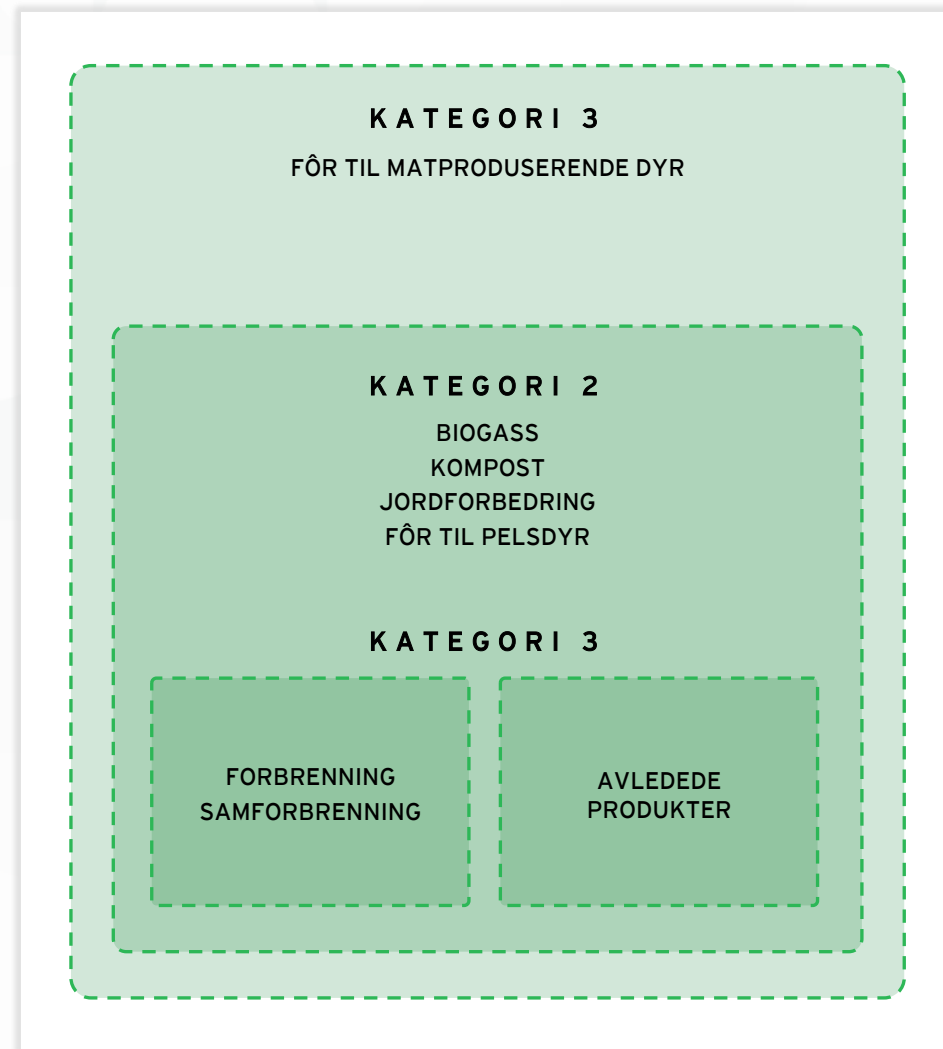 KATEGORI 3
FÔR TIL MATPRODUSERENDE DYR
KATEGORI 2
BIOGASS
KOMPOST
JORDFORBEDRING
FÔR TIL PELSDYR
KATEGORI 3
FORBRENNING
SAMFORBRENNING
AVLEDEDE
PRODUKTER